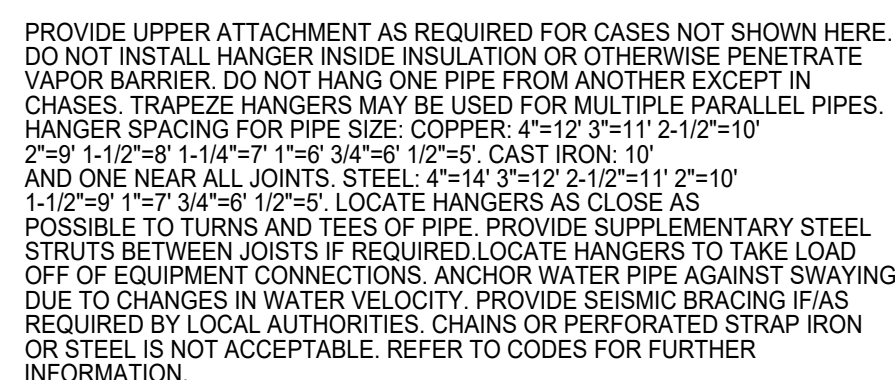 PROVIDE UPPER ATTACHMENT AS REQUIRED FOR CASES NOT SHOWN HERE.
DO NOT INSTALL HANGER INSIDE INSULATION OR OTHERWISE PENETRATE
VAPOR BARRIER. DO NOT HANG ONE PIPE FROM ANOTHER EXCEPT IN
CHASES. TRAPEZE HANGERS MAY BE USED FOR MULTIPLE PARALLEL PIPES.
HANGER SPACING FOR PIPE SIZE: COPPER: 4"=12' 3"=11' 2-1/2"=10'
2"=9' 1-1/2"=8' 1-1/4"=7' 1"=6' 3/4"=6' 1/2"=5'. CAST IRON: 10'
AND ONE NEAR ALL JOINTS. STEEL: 4"=14' 3"=12' 2-1/2"=11' 2"=10'
1-1/2"=9' 1"=7' 3/4"=6' 1/2"=5'. LOCATE HANGERS AS CLOSE AS
POSSIBLE TO TURNS AND TEES OF PIPE. PROVIDE SUPPLEMENTARY STEEL
STRUTS BETWEEN JOISTS IF REQUIRED.LOCATE HANGERS TO TAKE LOAD
OFF OF EQUIPMENT CONNECTIONS. ANCHOR WATER PIPE AGAINST SWAYING
DUE TO CHANGES IN WATER VELOCITY. PROVIDE SEISMIC BRACING IF/AS
REQUIRED BY LOCAL AUTHORITIES. CHAINS OR PERFORATED STRAP IRON
OR STEEL IS NOT ACCEPTABLE. REFER TO CODES FOR FURTHER
INFORMATION.